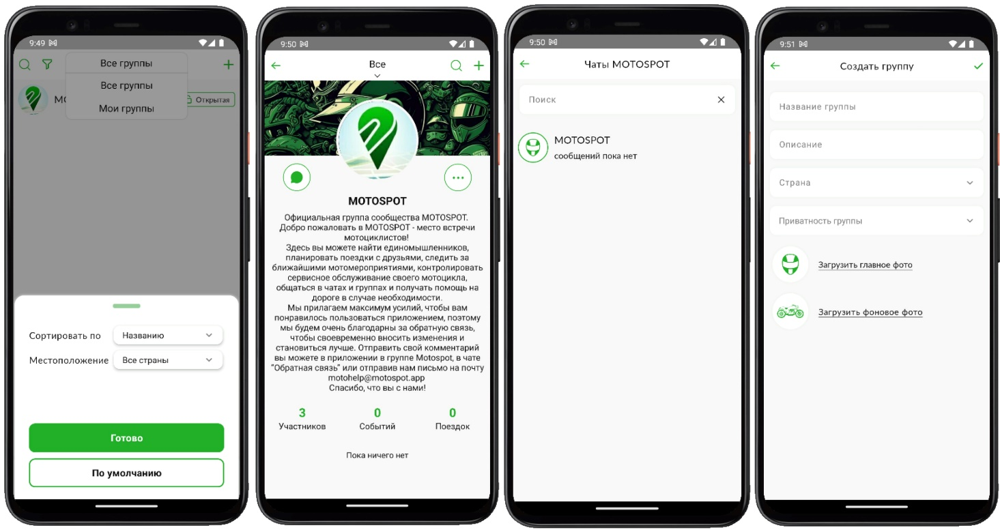 9:49
Все группы
Все группы
Мои группы
Открытая
Сортировать по
Названию
Местоположение
Все страны
Готово
По умолчанию
9:50
Все
MOTOSPOT
Официальная группа сообщества MOTOSPOT.
Добро пожаловать в MOTOSPOT - место встречи
мотоциклистов!
Здесь вы можете найти единомышленников,
планировать поездки с друзьями, следить за
ближайшими мотомероприятиями, контролировать
сервисное обслуживание своего мотоцикла,
общаться в чатах и группах и получать помощь на
дороге в случае необходимости.
Мы прилагаем максимум усилий, чтобы вам
понравилось пользоваться приложением, поэтому
мы будем очень благодарны за обратную связь,
чтобы своевременно вносить изменения и
становиться лучше. Отправить свой комментарий
вы можете в приложении в группе Motospot, в чате
“Обратная связь” или отправив нам письмо на почту
motohelp@motospot.app
Спасибо, что вы с нами!
3 0 0
Участников Событий Поездок
Пока ничего нет
9:50
Чаты MOTOSPOT
Поиск
MOTOSPOT
сообщений пока нет
9:51
Создать группу
Название группы
Описание
Страна
Приватность группы
Загрузить главное фото
Загрузить фоновое фото